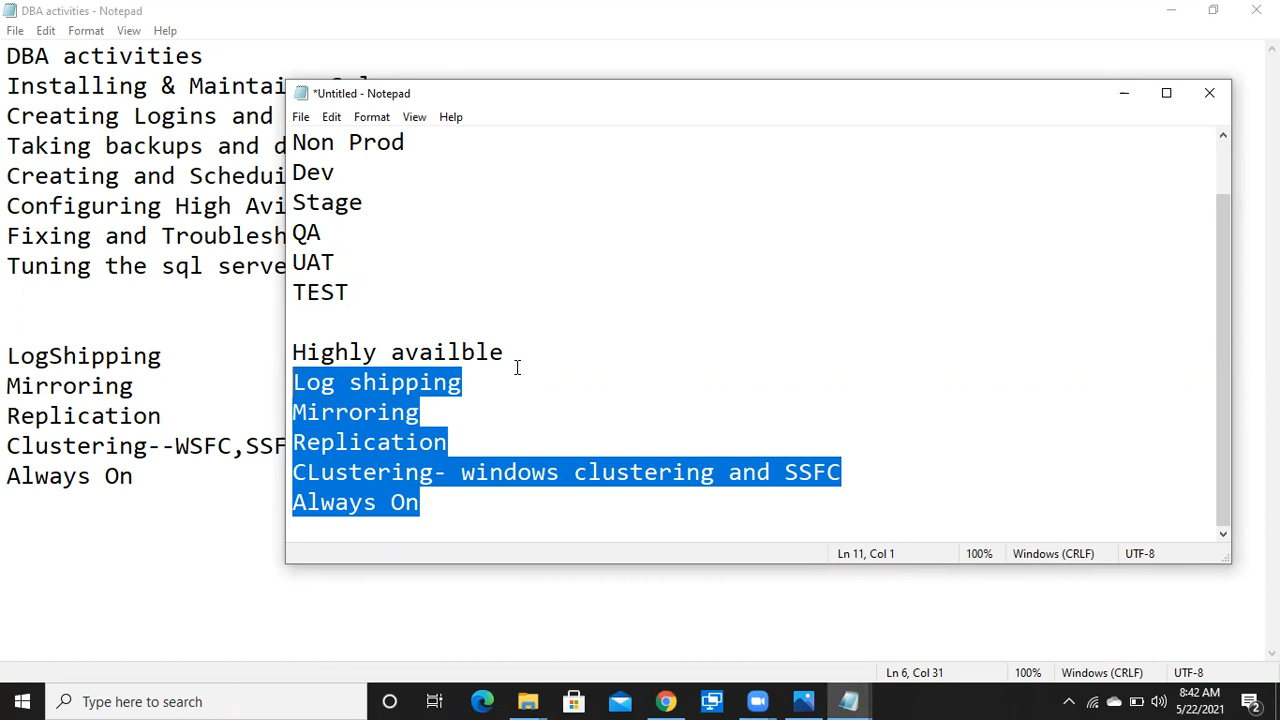 DBA activities - Notepad
File Edit Format View Help
DBA activities
Installing & Maintai
Creating Logins and
Taking backups and
Creating and Schedu
Configuring High Avi
Fixing and Troublesh
Tuning the sql serve
LogShipping
Mirroring
Replication
Clustering--WSFC,SSF
Always On
*Untitled - Notepad
File Edit Format View Help
Non Prod
Dev
Stage
QA
UAT
TEST
Highly availble
Log shipping
Mirroring
Replication
CLustering- windows clustering and SSFC
Always On
Ln 11, Col 1 100% Windows (CRLF) UTF-8
Ln 6, Col 31 100% Windows (CRLF) UTF-8
Type here to search
8:42 AM
5/22/2021
2